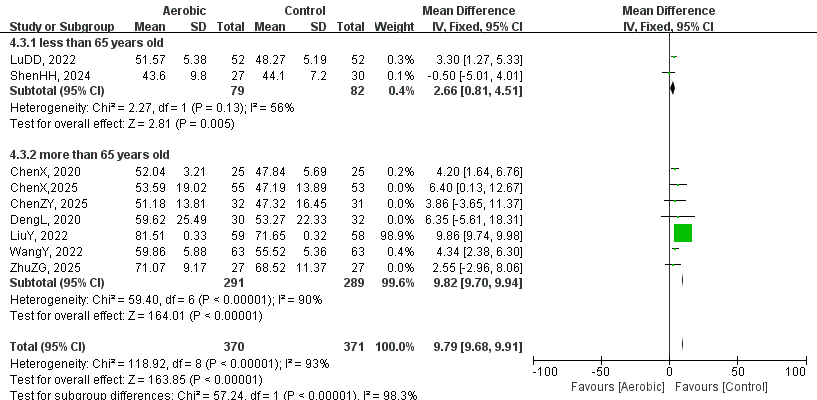 Aerobic Control Mean Difference Mean Difference
Study or Subgroup Mean SD Total Mean SD Total Weight IV, Fixed, 95% CI IV, Fixed, 95% CI
4.3.1 less than 65 years old
LuDD, 2022 51.57 5.38 52 48.27 5.19 52 0.3% 3.30 [1.27, 5.33]
ShenHH, 2024 43.6 9.8 27 44.1 7.2 30 0.1% -0.50 [-5.01, 4.01]
Subtotal (95% CI) 79 82 0.4% 2.66 [0.81, 4.51]
Heterogeneity: Chi² = 2.27, df = 1 (P = 0.13); I² = 56%
Test for overall effect: Z = 2.81 (P = 0.005)
4.3.2 more than 65 years old
ChenX, 2020 52.04 3.21 25 47.84 5.69 25 0.2% 4.20 [1.64, 6.76]
ChenX,2025 53.59 19.02 55 47.19 13.89 53 0.0% 6.40 [0.13, 12.67]
ChenZY, 2025 51.18 13.81 32 47.32 16.45 31 0.0% 3.86 [-3.65, 11.37]
DengL, 2020 59.62 25.49 30 53.27 22.33 32 0.0% 6.35 [-5.61, 18.31]
LiuY, 2022 81.51 0.33 59 71.65 0.32 58 98.9% 9.86 [9.74, 9.98]
WangY, 2022 59.86 5.88 63 55.52 5.36 63 0.4% 4.34 [2.38, 6.30]
ZhuZG, 2025 71.07 9.17 27 68.52 11.37 27 0.0% 2.55 [-2.96, 8.06]
Subtotal (95% CI) 291 289 99.6% 9.82 [9.70, 9.94]
Heterogeneity: Chi² = 59.40, df = 6 (P < 0.00001); I² = 90%
Test for overall effect: Z = 164.01 (P < 0.00001)
Total (95% CI) 370 371 100.0% 9.79 [9.68, 9.91]
Heterogeneity: Chi² = 118.92, df = 8 (P < 0.00001); I² = 93%
Test for overall effect: Z = 163.85 (P < 0.00001)
Test for subgroup differences: Chi² = 57.24, df = 1 (P < 0.00001), I² = 98.3%
-100 -50 0 50 100
Favours [Aerobic] Favours [Control]